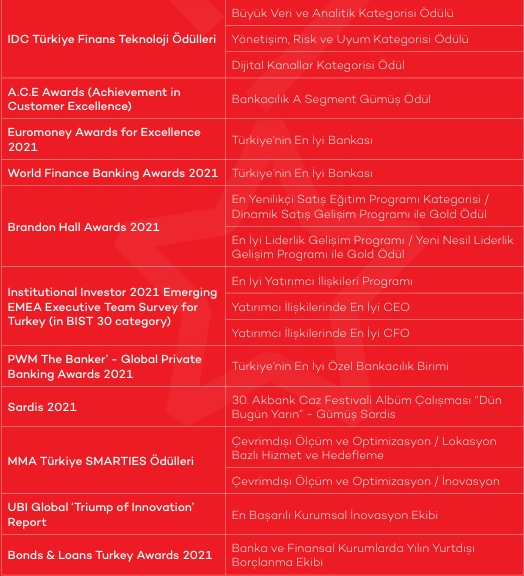 IDC Türkiye Finans Teknoloji Ödülleri
Büyük Veri ve Analitik Kategorisi Ödülü
Yönetişim, Risk ve Uyum Kategorisi Ödülü
Dijital Kanallar Kategorisi Ödül
A.C.E Awards (Achievement in
Customer Excellence)
Bankacılık A Segment Gümüş Ödül
Euromoney Awards for Excellence
2021
Türkiye’nin En İyi Bankası
World Finance Banking Awards 2021
Türkiye’nin En İyi Bankası
Brandon Hall Awards 2021
En Yenilikçi Satış Eğitim Programı Kategorisi /
Dinamik Satış Gelişim Programı ile Gold Ödül
En İyi Liderlik Gelişim Programı / Yeni Nesil Liderlik
Gelişim Programı ile Gold Ödül
Institutional Investor 2021 Emerging
EMEA Executive Team Survey for
Turkey (in BIST 30 category)
En İyi Yatırımcı İlişkileri Programı
Yatırımcı İlişkilerinde En İyi CEO
Yatırımcı İlişkilerinde En İyi CFO
PWM The Banker’ - Global Private
Banking Awards 2021
Türkiye’nin En İyi Özel Bankacılık Birimi
Sardis 2021
30. Akbank Caz Festivali Albüm Çalışması “Dün
Bugün Yarın” - Gümüş Sardis
MMA Türkiye SMARTIES Ödülleri
Çevrimdışı Ölçüm ve Optimizasyon / Lokasyon
Bazlı Hizmet ve Hedefleme
Çevrimdışı Ölçüm ve Optimizasyon / İnovasyon
UBI Global ‘Triump of Innovation’
Report
En Başarılı Kurumsal İnovasyon Ekibi
Bonds & Loans Turkey Awards 2021
Banka ve Finansal Kurumlarda Yılın Yurtdışı
Borçlanma Ekibi